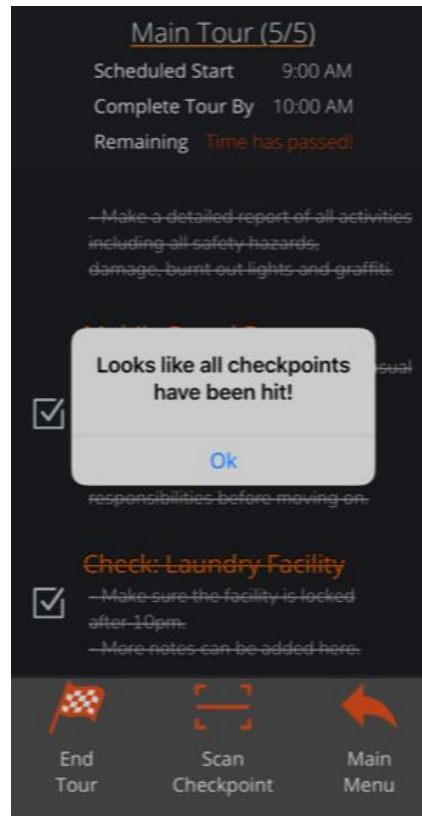 Main Tour (5/5)
Scheduled Start 9:00 AM
Complete Tour By 10:00 AM
Remaining Time has passed!
- Make a detailed report of all activities
including all safety hazards,
damage, burnt out lights and graffiti.
Looks like all checkpoints
have been hit!
usual
Ok
responsibilities before moving on.
Check: Laundry Facility
- Make sure the facility is locked
after 10pm.
- More notes can be added here.
End
Tour
Scan
Checkpoint
Main
Menu